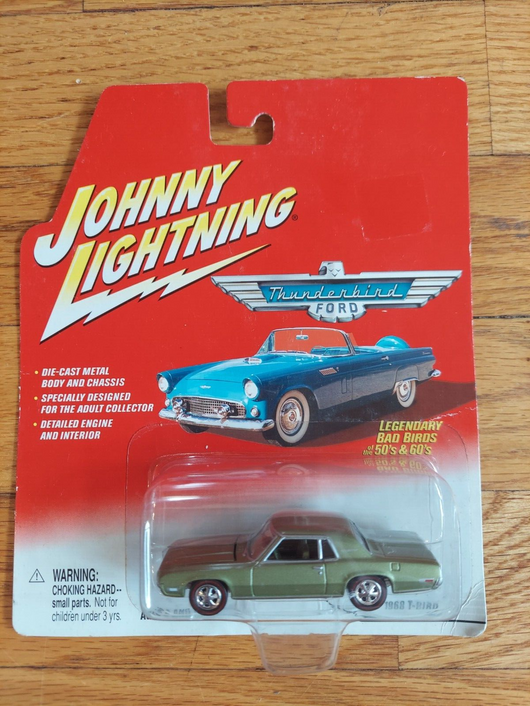 JOHNNY
LIGHTNING®
Thunderbird
FORD
• DIE-CAST METAL
BODY AND CHASSIS
• SPECIALLY DESIGNED
FOR THE ADULT COLLECTOR
• DETAILED ENGINE
AND INTERIOR
LEGENDARY
BAD BIRDS
of the 50's & 60's
⚠ WARNING:
CHOKING HAZARD--
small parts. Not for
children under 3 yrs.
1968 T-BIRD